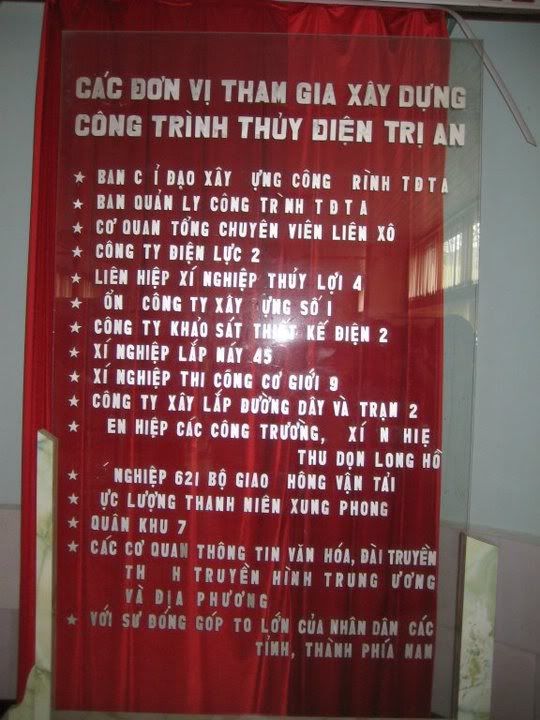 CÁC ĐƠN VỊ THAM GIA XÂY DỰNG
CÔNG TRÌNH THỦY ĐIỆN TRỊ AN
★ BAN C Ỉ ĐẠO XÂY ỰNG CÔNG RÌNH TĐTA
★ BAN QUẢN LÝ CÔNG TRÌNH TĐTA
★ CƠ QUAN TỔNG CHUYÊN VIÊN LIÊN XÔ
★ CÔNG TY ĐIỆN LỰC 2
★ LIÊN HIỆP XÍ NGHIỆP THỦY LỢI 4
★ ỔN CÔNG TY XÂY ỰNG SỐ 1
★ CÔNG TY KHẢO SÁT THIẾT KẾ ĐIỆN 2
★ XÍ NGHIỆP LẮP MÁY 45
★ XÍ NGHIỆP THI CÔNG CƠ GIỚI 9
★ CÔNG TY XÂY LẮP ĐƯỜNG DÂY VÀ TRẠM 2
★ EN HIỆP CÁC CÔNG TRƯỜNG, XÍ N HIỆ
THU DỌN LÒNG HỒ
★ NGHIỆP 621 BỘ GIAO HÔNG VẬN TẢI
★ ỰC LƯỢNG THANH NIÊN XUNG PHONG
★ QUÂN KHU 7
★ CÁC CƠ QUAN THÔNG TIN VĂN HÓA, ĐÀI TRUYỀN
TH H TRUYỀN HÌNH TRUNG ƯƠNG
VÀ ĐỊA PHƯƠNG
★ VỚI SỰ ĐÓNG GÓP TO LỚN CỦA NHÂN DÂN CÁC
TỈNH, THÀNH PHÍA NAM